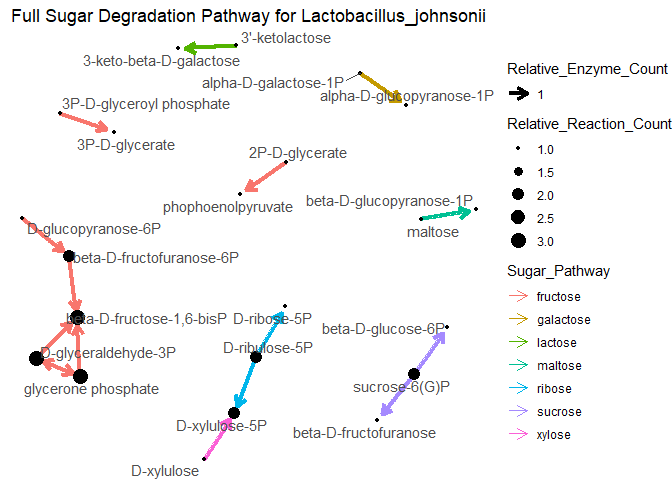 Full Sugar Degradation Pathway for Lactobacillus_johnsonii
3'-ketolactose
3-keto-beta-D-galactose
alpha-D-galactose-1P
alpha-D-glucopyranose-1P
3P-D-glyceroyl phosphate
3P-D-glycerate
2P-D-glycerate
phophoenolpyruvate
beta-D-glucopyranose-1P
maltose
D-glucopyranose-6P
beta-D-fructofuranose-6P
beta-D-fructose-1,6-bisP
D-glyceraldehyde-3P
glycerone phosphate
D-ribose-5P
D-ribulose-5P
D-xylulose-5P
D-xylulose
beta-D-glucose-6P
sucrose-6(G)P
beta-D-fructofuranose
Relative_Enzyme_Count
1
Relative_Reaction_Count
1.0
1.5
2.0
2.5
3.0
Sugar_Pathway
fructose
galactose
lactose
maltose
ribose
sucrose
xylose